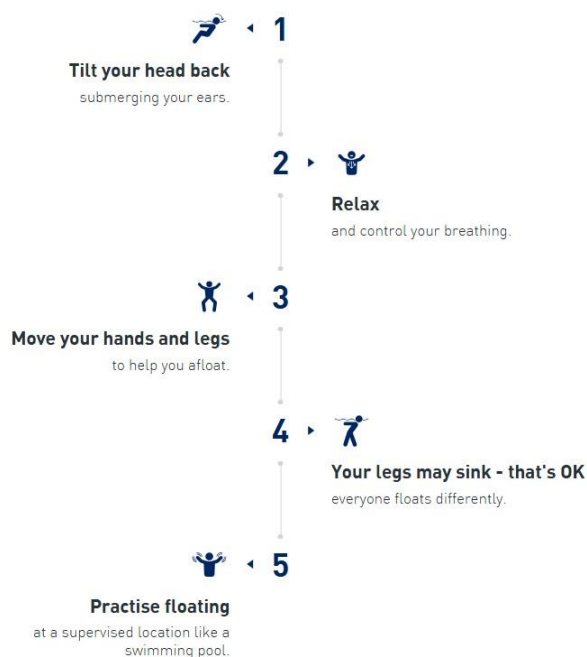 1
Tilt your head back
submerging your ears.
2
Relax
and control your breathing.
3
Move your hands and legs
to help you afloat.
4
Your legs may sink - that's OK
everyone floats differently.
5
Practise floating
at a supervised location like a
swimming pool.